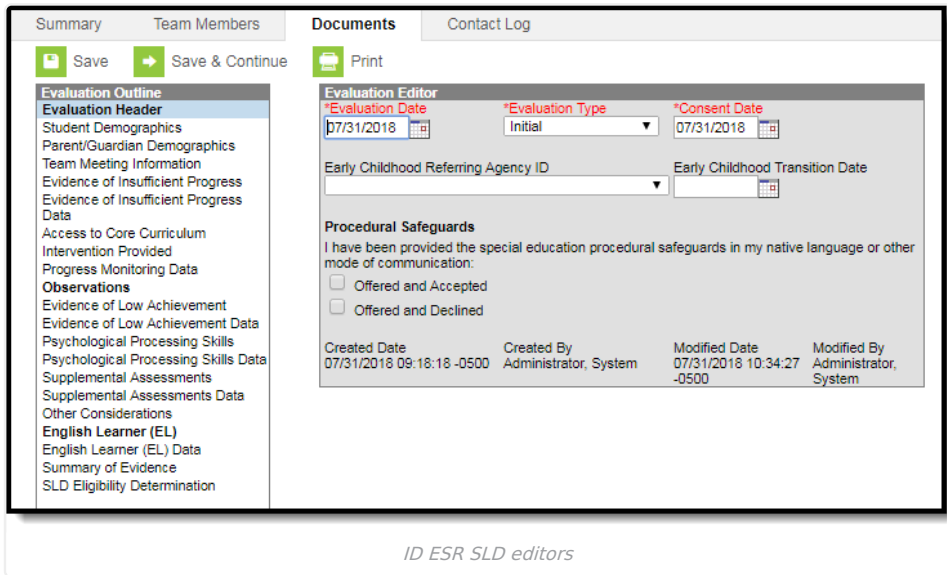 Summary Team Members Documents Contact Log
Save Save & Continue Print
Evaluation Outline
Evaluation Header
Student Demographics
Parent/Guardian Demographics
Team Meeting Information
Evidence of Insufficient Progress
Evidence of Insufficient Progress
Data
Access to Core Curriculum
Intervention Provided
Progress Monitoring Data
Observations
Evidence of Low Achievement
Evidence of Low Achievement Data
Psychological Processing Skills
Psychological Processing Skills Data
Supplemental Assessments
Supplemental Assessments Data
Other Considerations
English Learner (EL)
English Learner (EL) Data
Summary of Evidence
SLD Eligibility Determination
Evaluation Editor
*Evaluation Date *Evaluation Type *Consent Date
07/31/2018 Initial 07/31/2018
Early Childhood Referring Agency ID Early Childhood Transition Date
Procedural Safeguards
I have been provided the special education procedural safeguards in my native language or other
mode of communication:
Offered and Accepted
Offered and Declined
Created Date Created By Modified Date Modified By
07/31/2018 09:18:18 -0500 Administrator, System 07/31/2018 10:34:27 Administrator,
-0500 System
ID ESR SLD editors